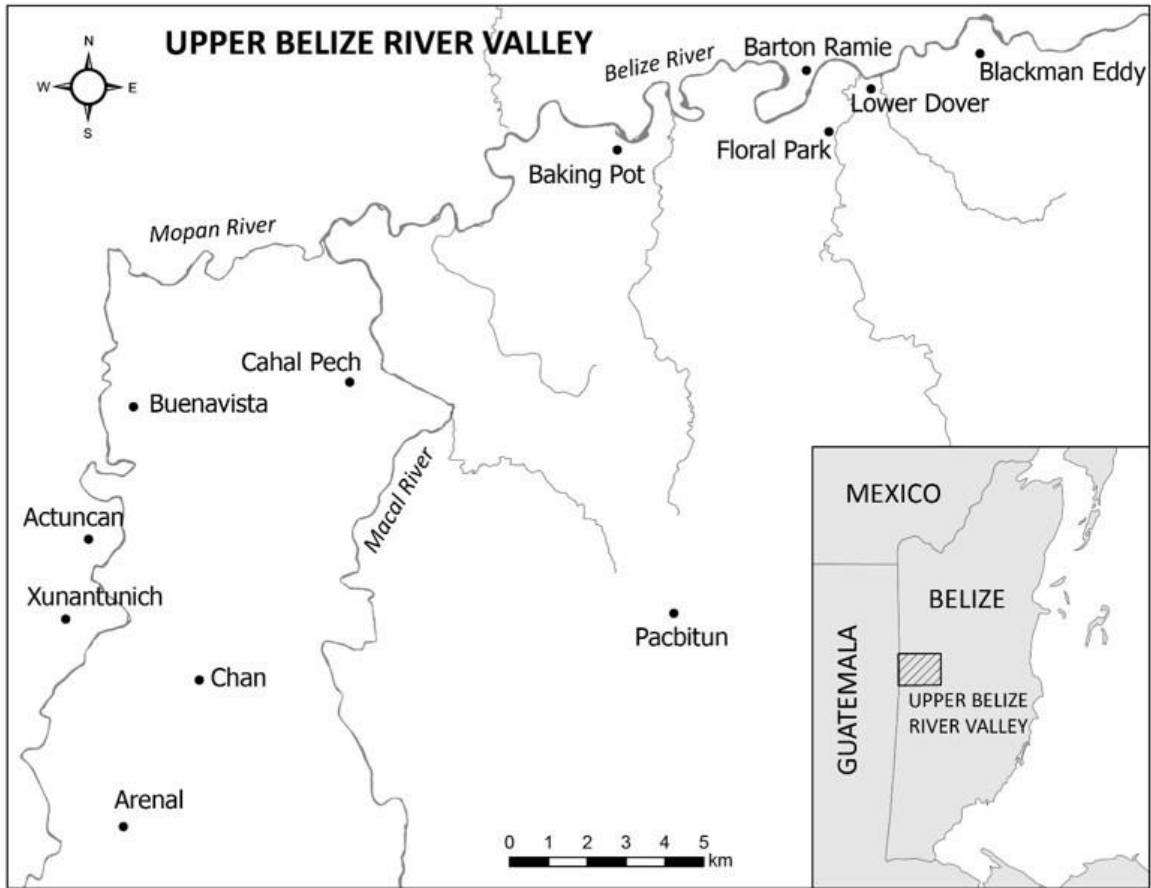 UPPER BELIZE RIVER VALLEY
N
W
E
S
Belize River
Barton Ramie
Blackman Eddy
Lower Dover
Floral Park
Baking Pot
Mopan River
Cahal Pech
Buenavista
Macal River
Actuncan
Xunantunich
Chan
Pacbitun
Arenal
0 1 2 3 4 5
km
MEXICO
BELIZE
GUATEMALA
UPPER BELIZE
RIVER VALLEY